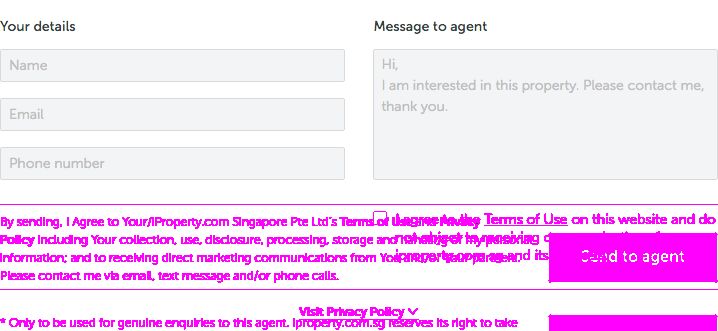 Your details
Message to agent
Name
Hi,
I am interested in this property. Please contact me,
thank you.
Email
Phone number
By sending, I Agree to Your/iProperty.com Singapore Pte Ltd's Terms of Use and Privacy
Policy including Your collection, use, disclosure, processing, storage and handling of my personal
information; and to receiving direct marketing communications from You
Please contact me via email, text message and/or phone calls.
I agree to the Terms of Use on this website and do
not object to receiving
iproperty.com.sg and its
Send to agent
Visit Privacy Policy
* Only to be used for genuine enquiries to this agent. iproperty.com.sg reserves its right to take